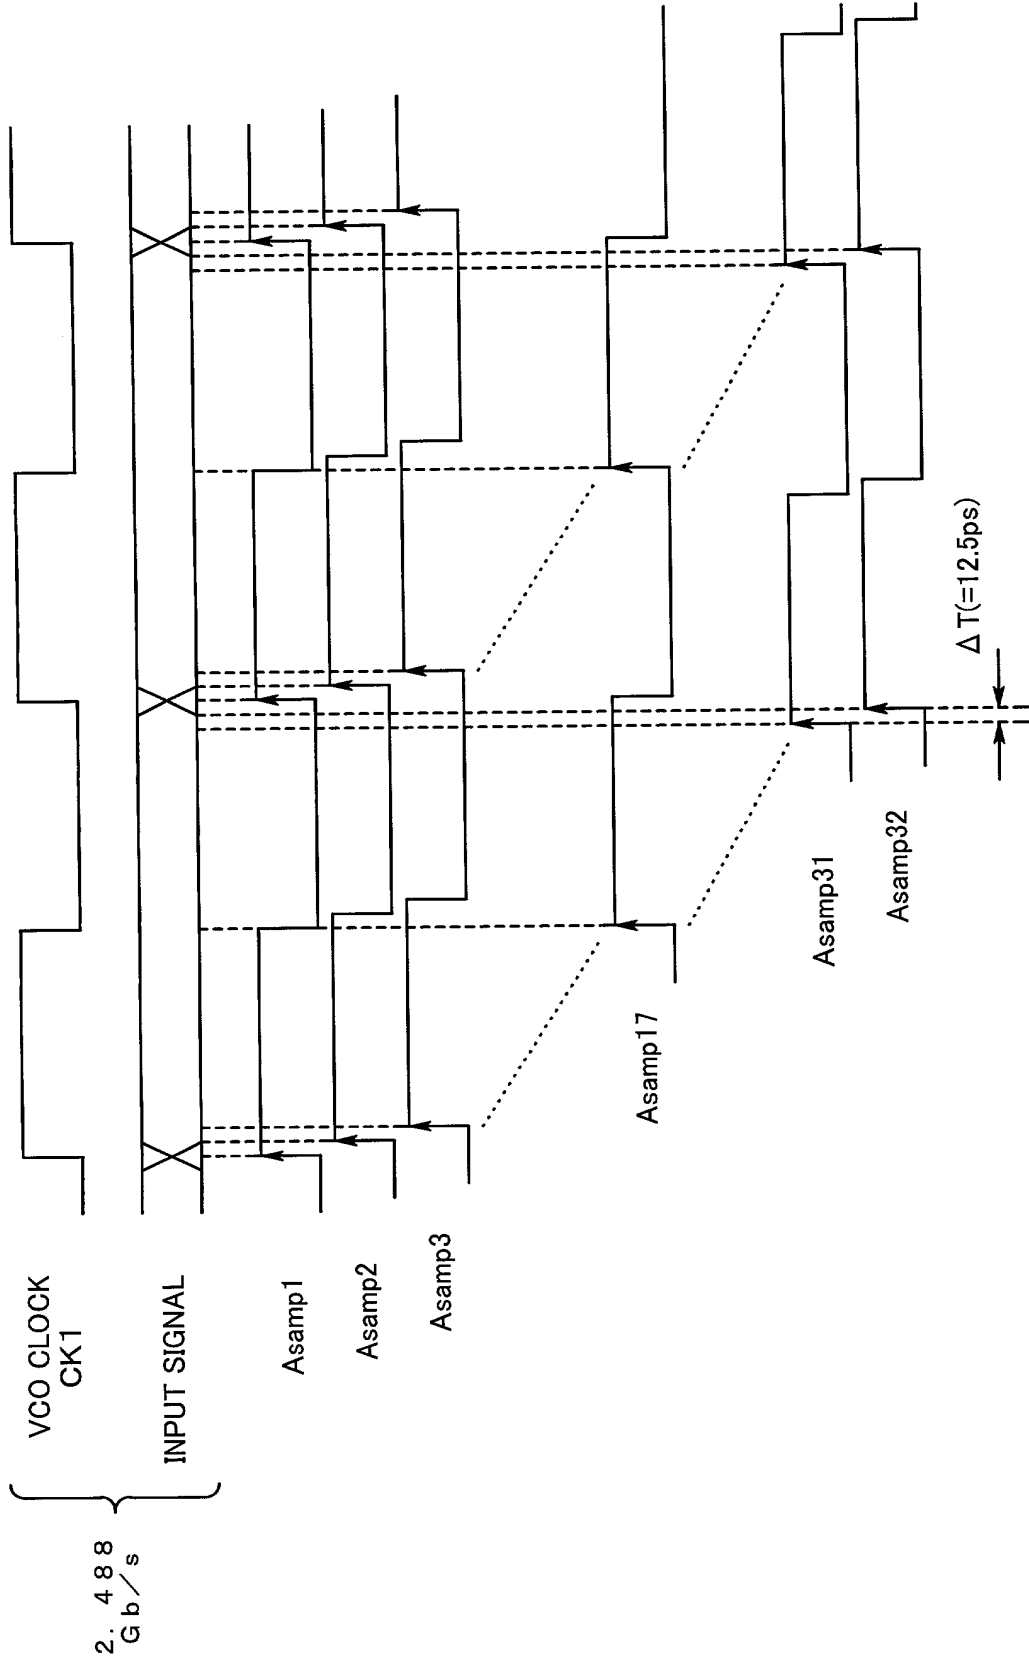 2. 488
Gb/s
VCO CLOCK
CK1
INPUT SIGNAL
Asamp1
Asamp2
Asamp3
Asamp17
Asamp31
Asamp32
ΔT(=12.5ps)